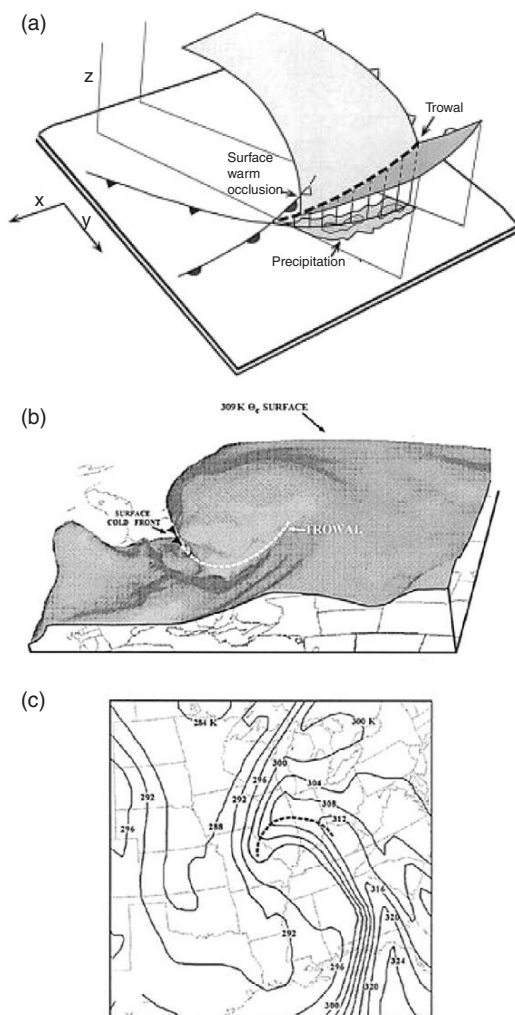 (a)
z
Trowal
Surface
warm
occlusion
x
y
Precipitation
(b)
309 K Θe SURFACE
SURFACE
COLD FRONT
TROWAL
(c)
284 K
300 K
300
296
304
292
292
308
288
296
312
316
292
320
296
324
320
300